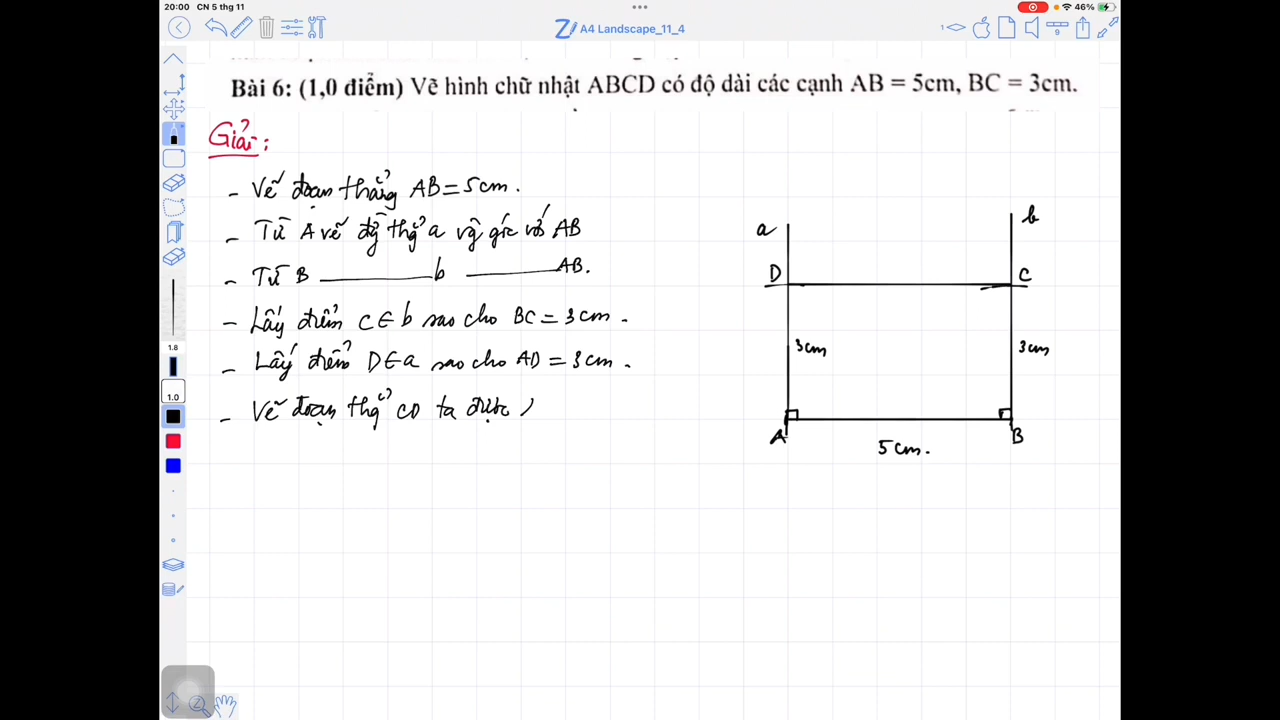 20:00 CN 5 thg 11
46%
A4 Landscape_11_4
1
9
Bài 6: (1,0 điểm) Vẽ hình chữ nhật ABCD có độ dài các cạnh AB = 5cm, BC = 3cm.
Giải:
- Vẽ đoạn thẳng AB = 5cm.
- Từ A vẽ đg thg a vg góc với AB
- Từ B ——— b ——— AB.
- Lấy điểm C ∈ b sao cho BC = 3cm.
- Lấy điểm D ∈ a sao cho AD = 3cm.
- Vẽ đoạn thg CD ta được
a b
D C
3cm 3cm
A B
5cm.
1.8
1.0